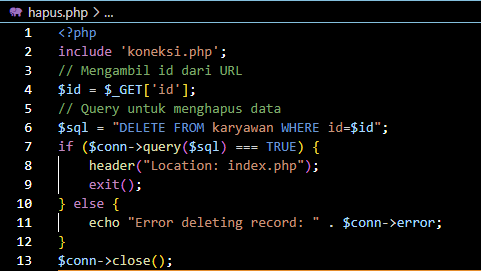 hapus.php > ...
1 <?php
2 include 'koneksi.php';
3 // Mengambil id dari URL
4 $id = $_GET['id'];
5 // Query untuk menghapus data
6 $sql = "DELETE FROM karyawan WHERE id=$id";
7 if ($conn->query($sql) === TRUE) {
8     header("Location: index.php");
9     exit();
10 } else {
11     echo "Error deleting record: " . $conn->error;
12 }
13 $conn->close();